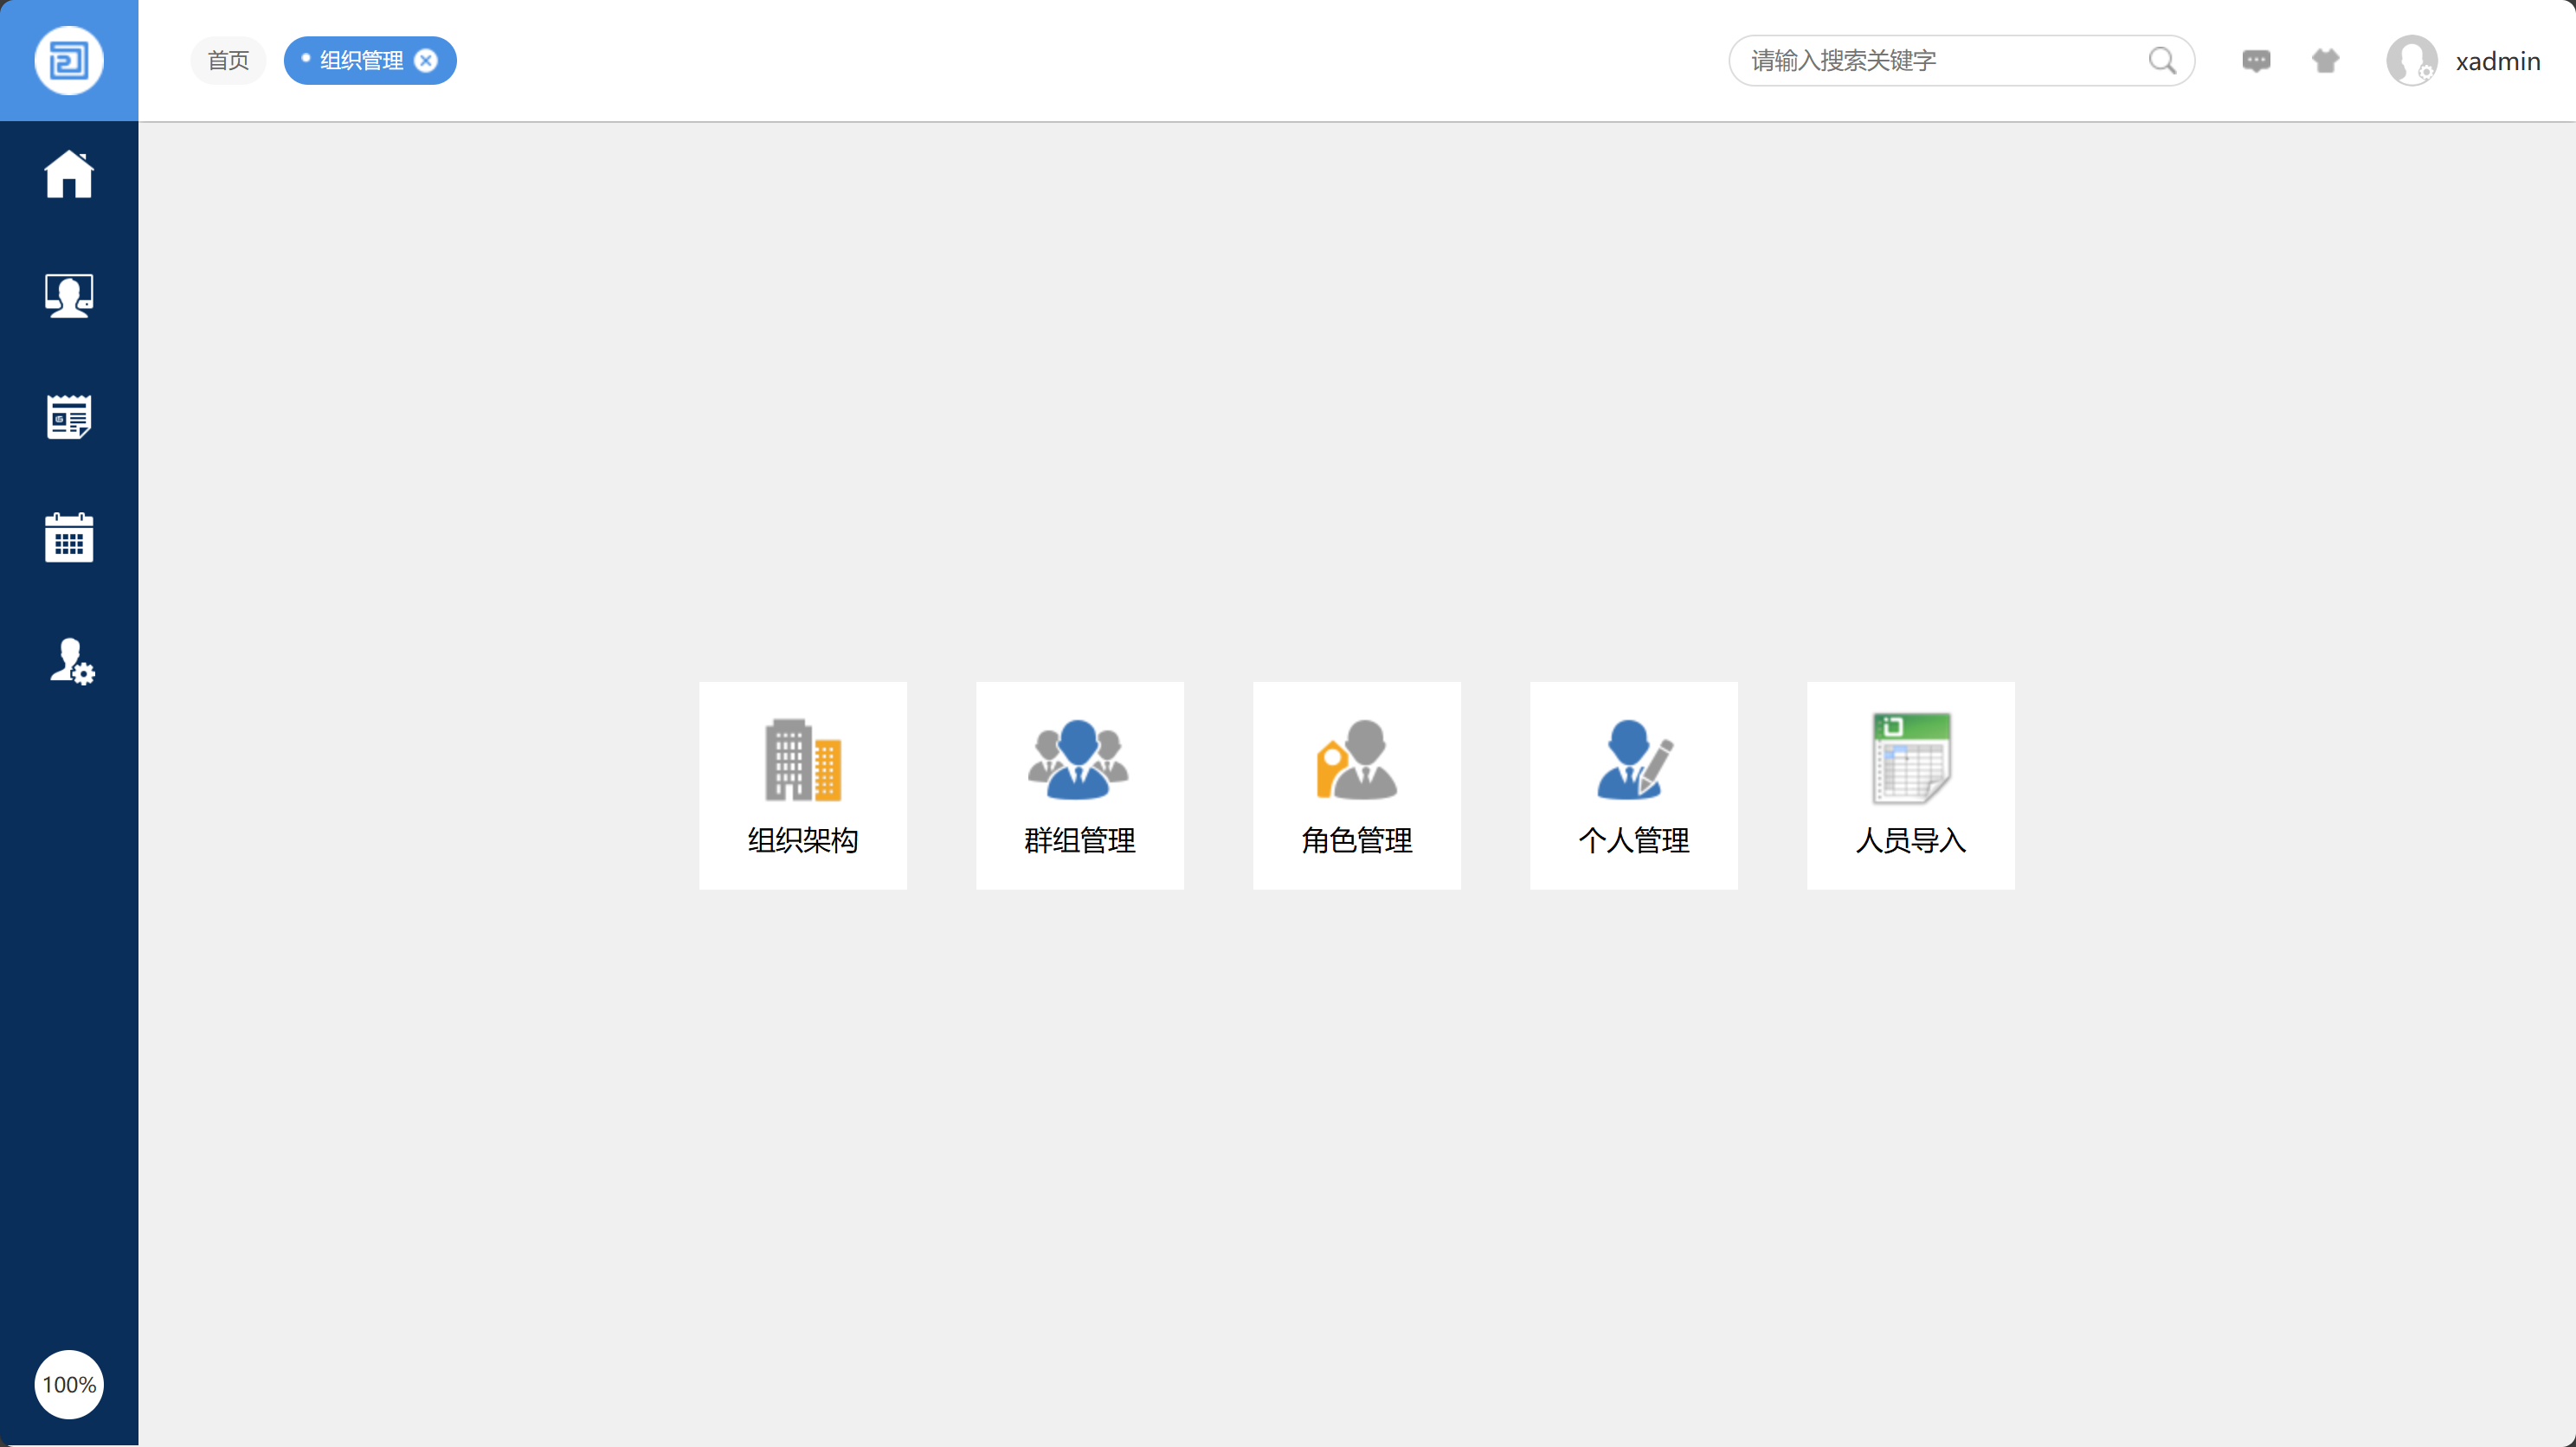 首页
组织管理
请输入搜索关键字
xadmin
组织架构
群组管理
角色管理
个人管理
人员导入
100%